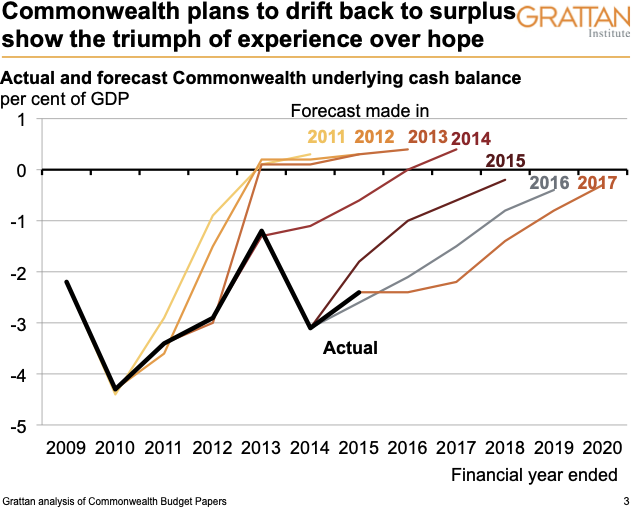 Commonwealth plans to drift back to surplus
show the triumph of experience over hope
GRATTAN
Institute
Actual and forecast Commonwealth underlying cash balance
per cent of GDP
Forecast made in
2011 2012 2013 2014
2015
2016 2017
1
0
-1
-2
-3
-4
-5
Actual
2009 2010 2011 2012 2013 2014 2015 2016 2017 2018 2019 2020
Financial year ended
Grattan analysis of Commonwealth Budget Papers
3